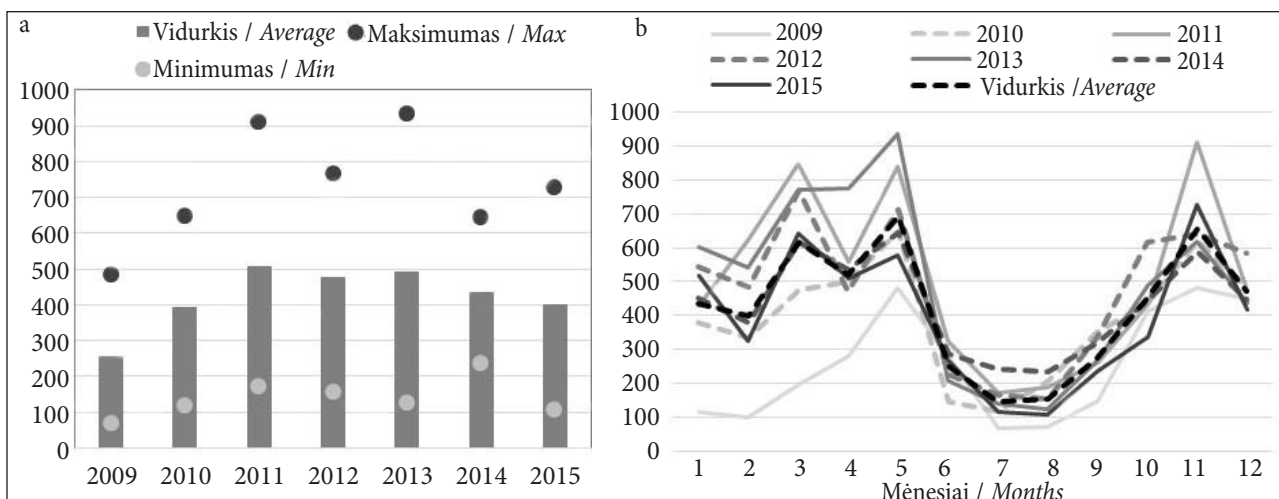 a
Vidurkis / Average Maksimumas / Max
Minimumas / Min
1000
900
800
700
600
500
400
300
200
100
0
2009 2010 2011 2012 2013 2014 2015
b
2009 2010 2011
2012 2013 2014
2015 Vidurkis /Average
1000
900
800
700
600
500
400
300
200
100
0
1 2 3 4 5 6 7 8 9 10 11 12
Mėnesiai / Months